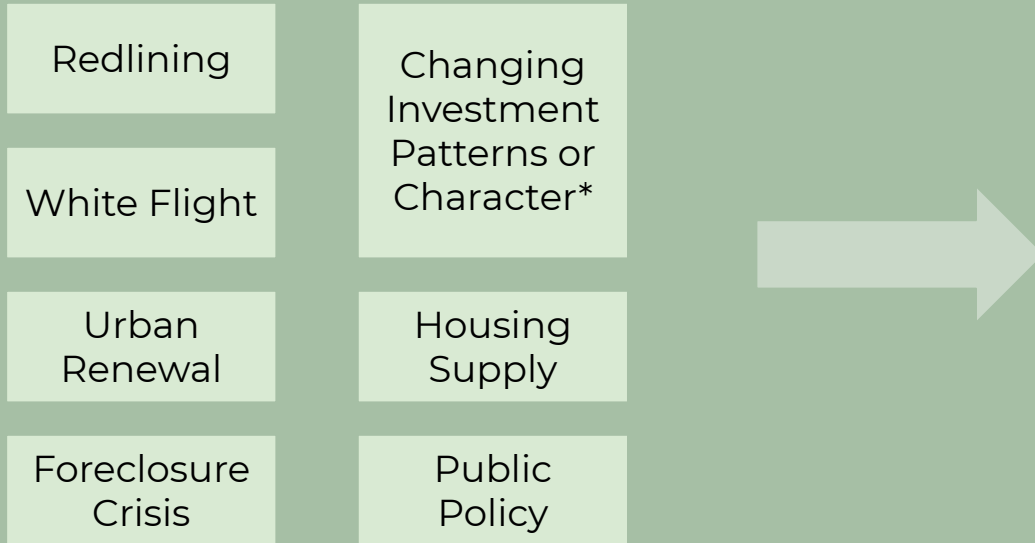 Redlining
White Flight
Urban
Renewal
Foreclosure
Crisis
Changing
Investment
Patterns or
Character*
Housing
Supply
Public
Policy